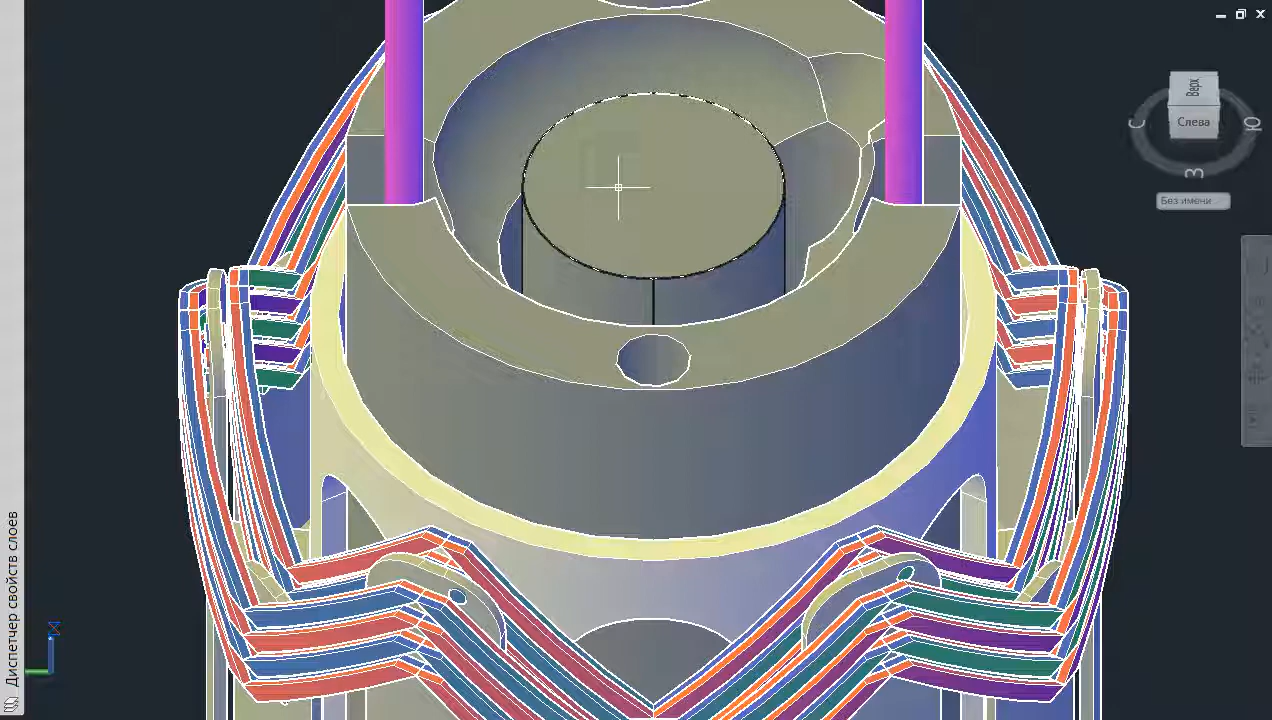 Верх
Слева
С
Ю
З
Без имени
Диспетчер свойств слоев